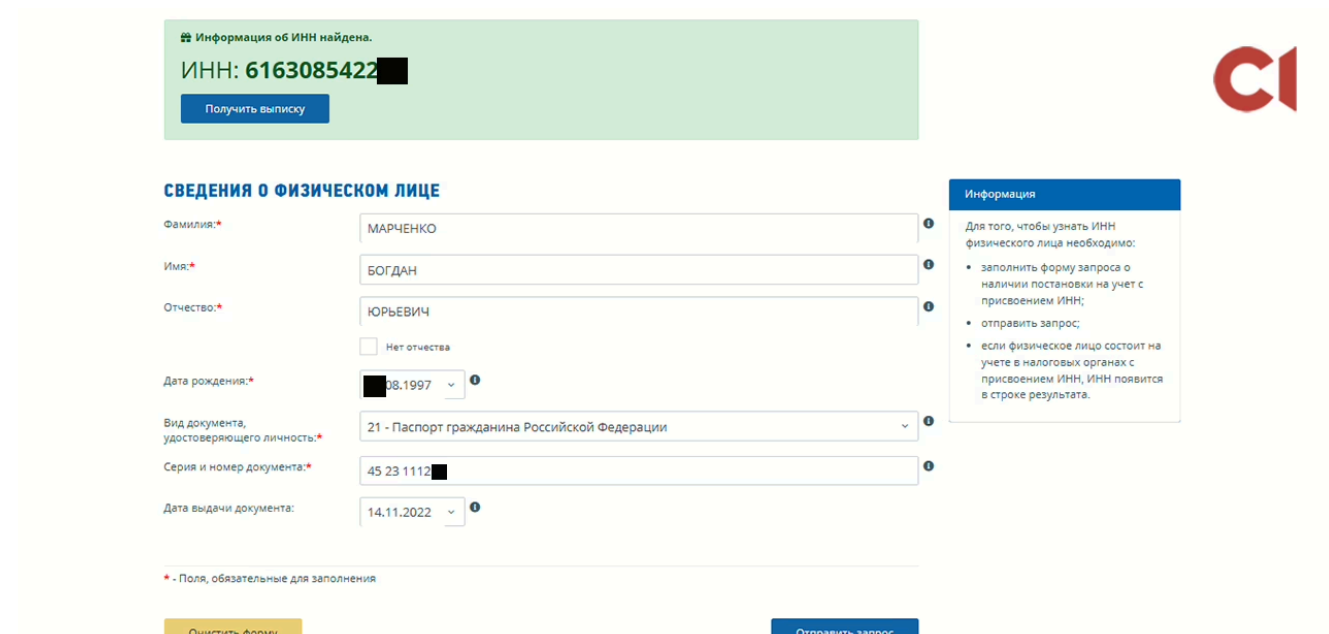 Информация об ИНН найдена.
ИНН: 6163085422
Получить выписку
СВЕДЕНИЯ О ФИЗИЧЕСКОМ ЛИЦЕ
Фамилия:*
МАРЧЕНКО
Имя:*
БОГДАН
Отчество:*
ЮРЬЕВИЧ
Нет отчества
Дата рождения:*
08.1997
Вид документа,
удостоверяющего личность:*
21 - Паспорт гражданина Российской Федерации
Серия и номер документа:*
45 23 1112
Дата выдачи документа:
14.11.2022
* - Поля, обязательные для заполнения
Очистить форму
Отправить запрос
Информация
Для того, чтобы узнать ИНН
физического лица необходимо:
• заполнить форму запроса о
наличии постановки на учет с
присвоением ИНН;
• отправить запрос;
• если физическое лицо состоит на
учете в налоговых органах с
присвоением ИНН, ИНН появится
в строке результата.